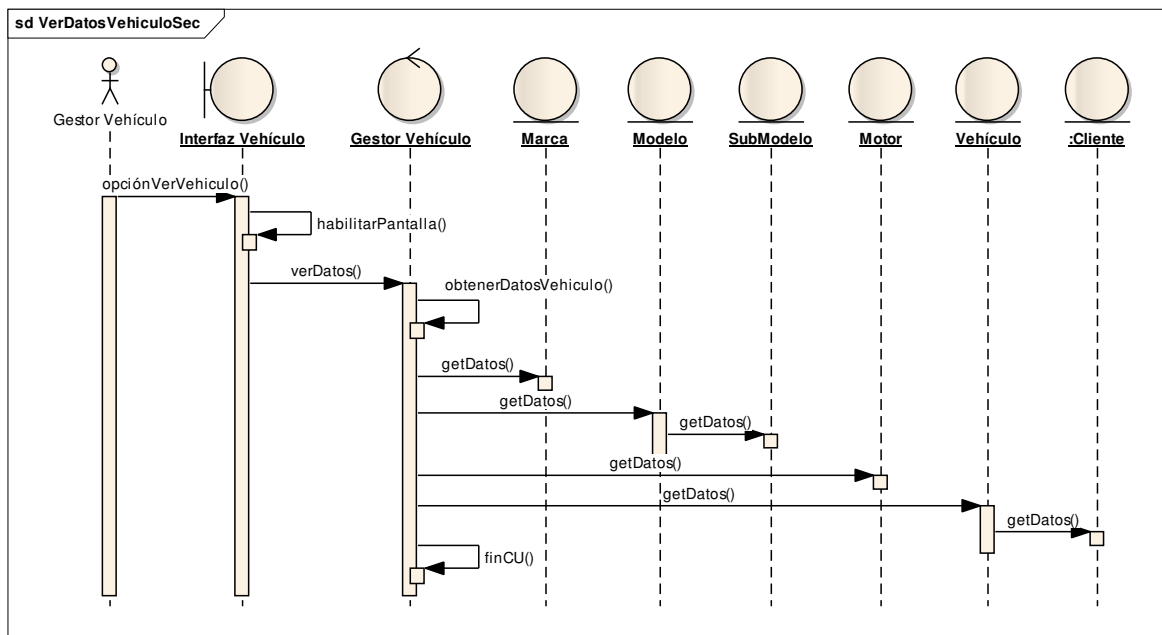 sd VerDatosVehiculoSec
Gestor Vehículo
Interfaz Vehículo
Gestor Vehículo
Marca
Modelo
SubModelo
Motor
Vehículo
:Cliente
opciónVerVehiculo()
habilitarPantalla()
verDatos()
obtenerDatosVehiculo()
getDatos()
getDatos()
getDatos()
getDatos()
getDatos()
getDatos()
finCU()